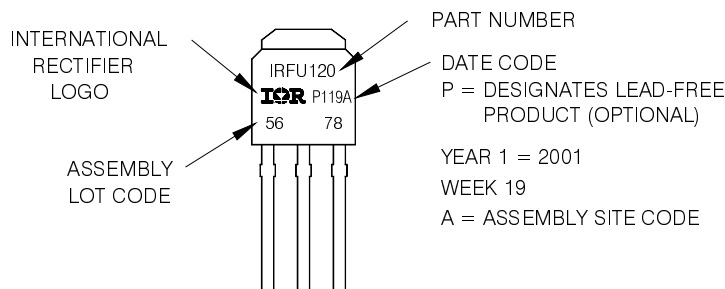 INTERNATIONAL
RECTIFIER
LOGO
ASSEMBLY
LOT CODE
IRFU120
IOR P119A
56 78
PART NUMBER
DATE CODE
P = DESIGNATES LEAD-FREE
PRODUCT (OPTIONAL)
YEAR 1 = 2001
WEEK 19
A = ASSEMBLY SITE CODE